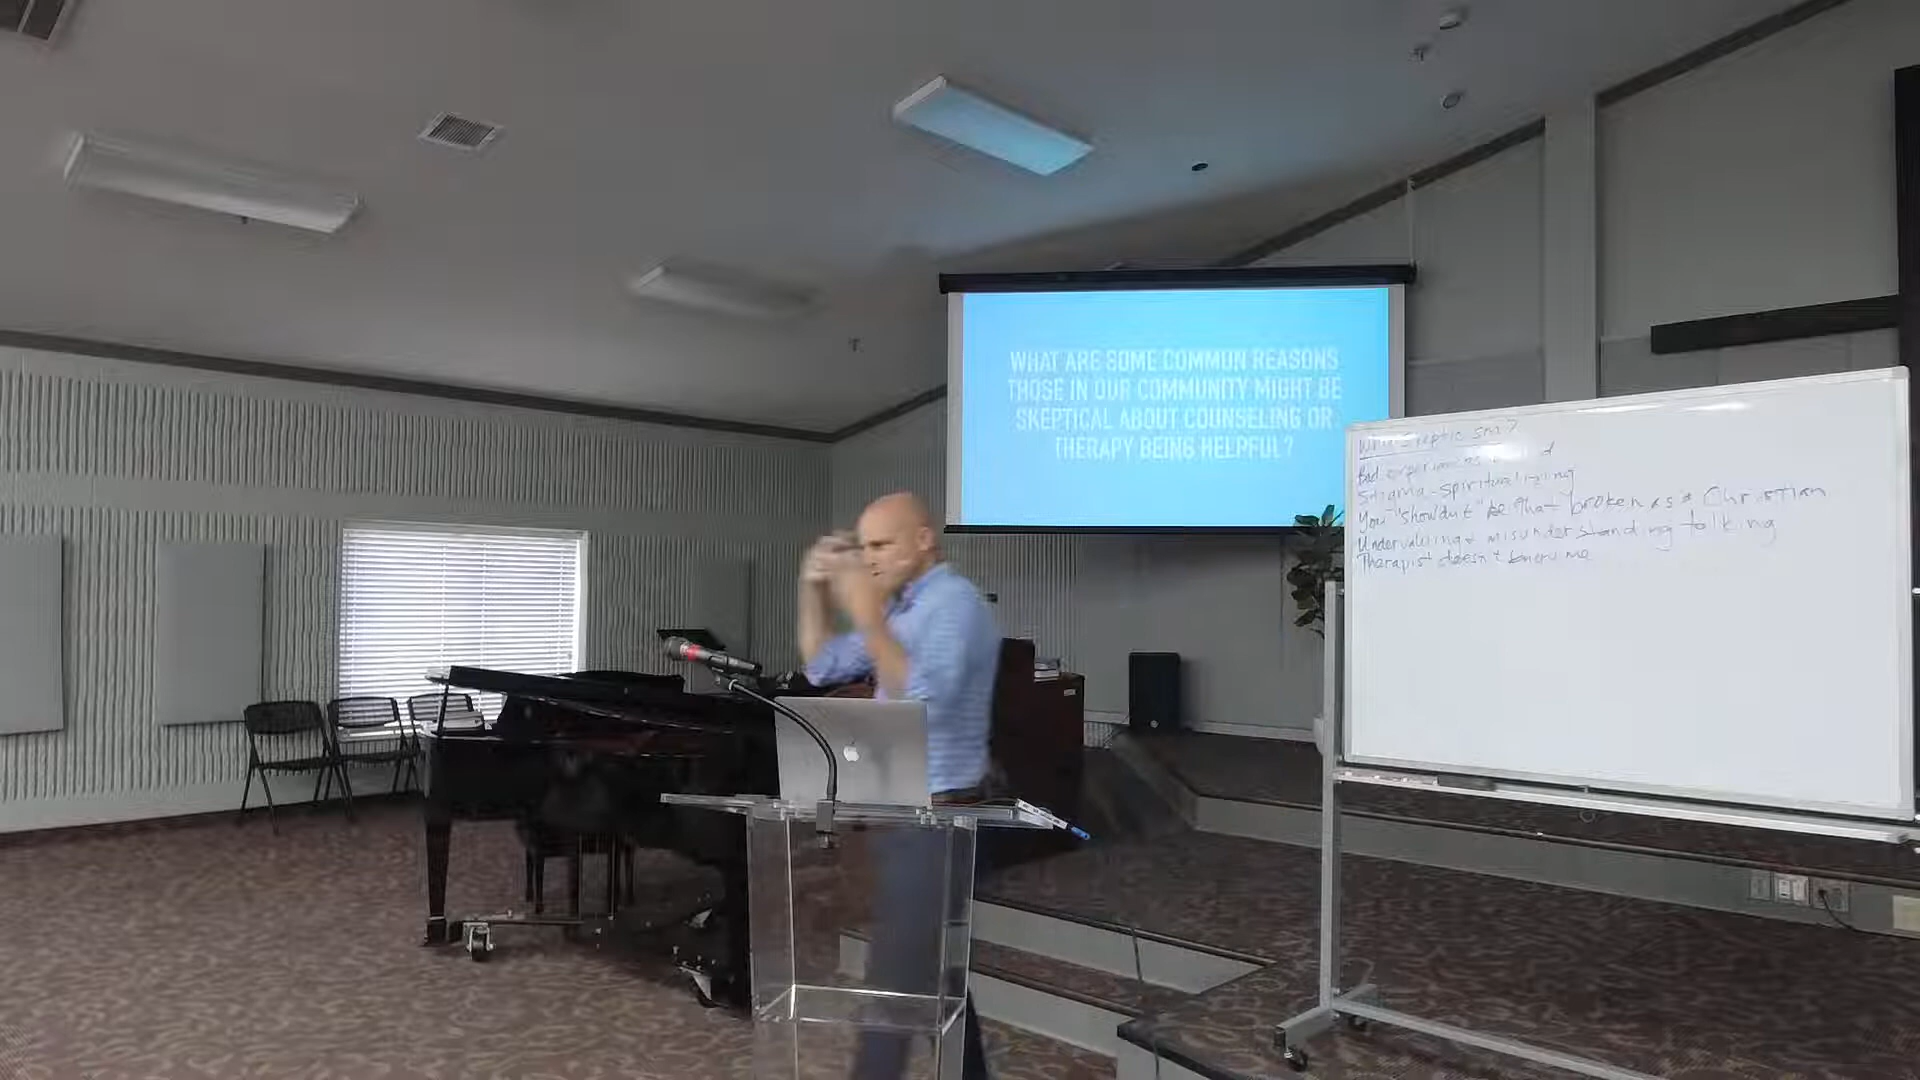 WHAT ARE SOME COMMON REASONS
THOSE IN OUR COMMUNITY MIGHT BE
SKEPTICAL ABOUT COUNSELING OR
THERAPY BEING HELPFUL?
Bad experiences
Stigma-spiritualizing
You "shouldn't" be that broken as a Christian
Undervaluing + misunderstanding talking
Therapist doesn't know me